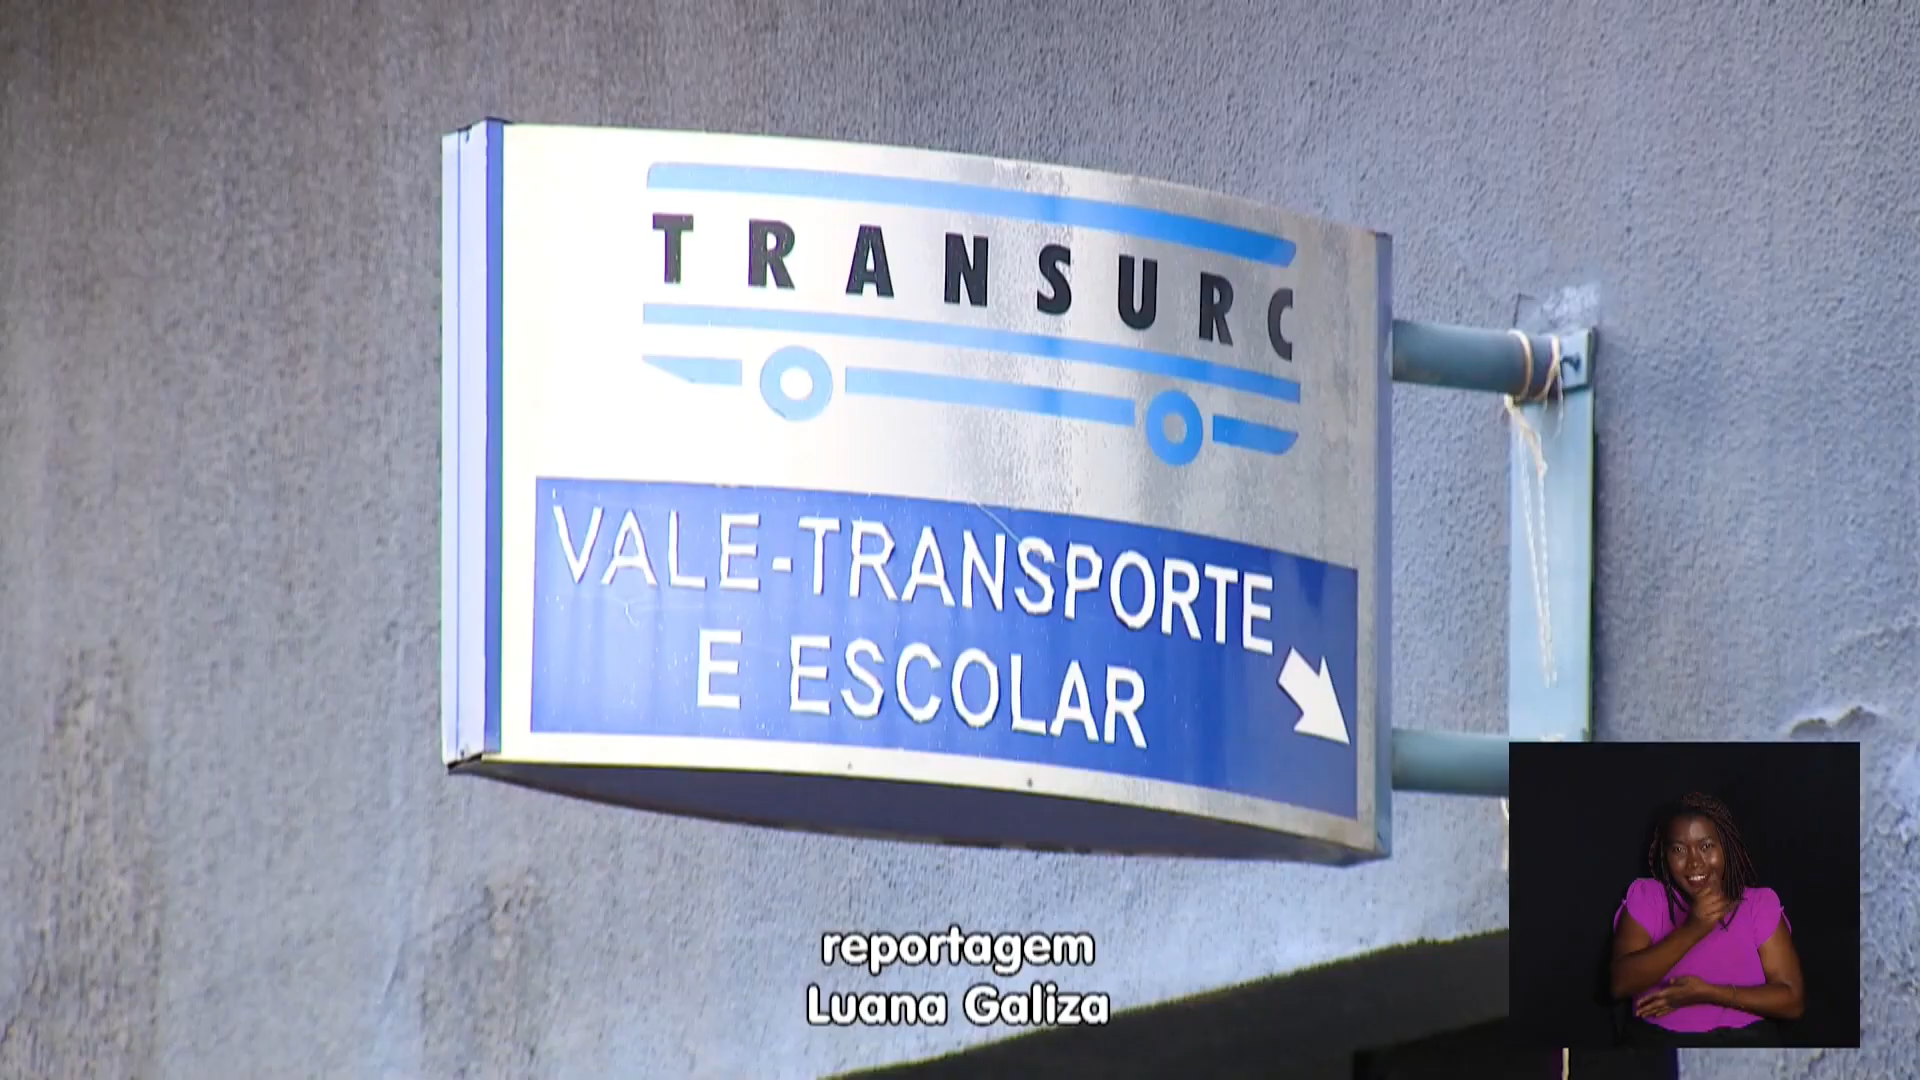 TRANSURC
VALE-TRANSPORTE
E ESCOLAR
reportagem
Luana Galiza